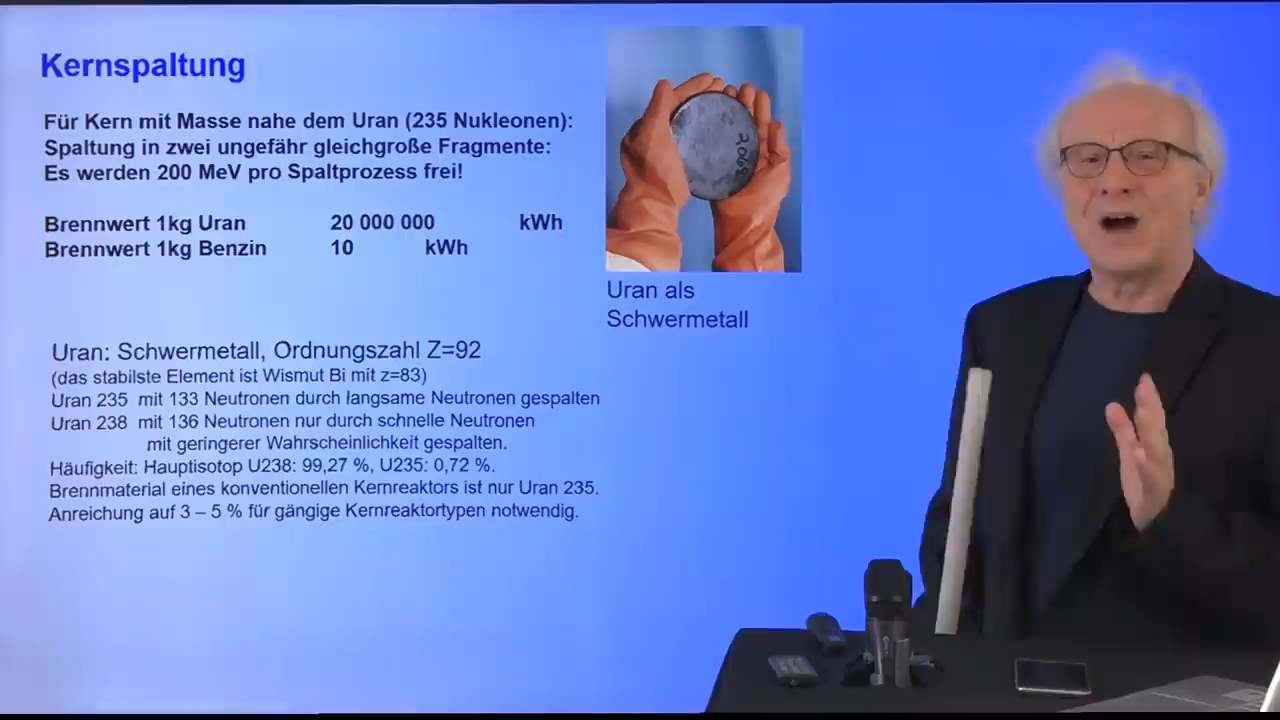 Kernspaltung
Für Kern mit Masse nahe dem Uran (235 Nukleonen):
Spaltung in zwei ungefähr gleichgroße Fragmente:
Es werden 200 MeV pro Spaltprozess frei!
Brennwert 1kg Uran 20 000 000 kWh
Brennwert 1kg Benzin 10 kWh
2068
Uran als
Schwermetall
Uran: Schwermetall, Ordnungszahl Z=92
(das stabilste Element ist Wismut Bi mit z=83)
Uran 235 mit 133 Neutronen durch langsame Neutronen gespalten
Uran 238 mit 136 Neutronen nur durch schnelle Neutronen
mit geringerer Wahrscheinlichkeit gespalten.
Häufigkeit: Hauptisotop U238: 99,27 %, U235: 0,72 %.
Brennmaterial eines konventionellen Kernreaktors ist nur Uran 235.
Anreichung auf 3 – 5 % für gängige Kernreaktortypen notwendig.